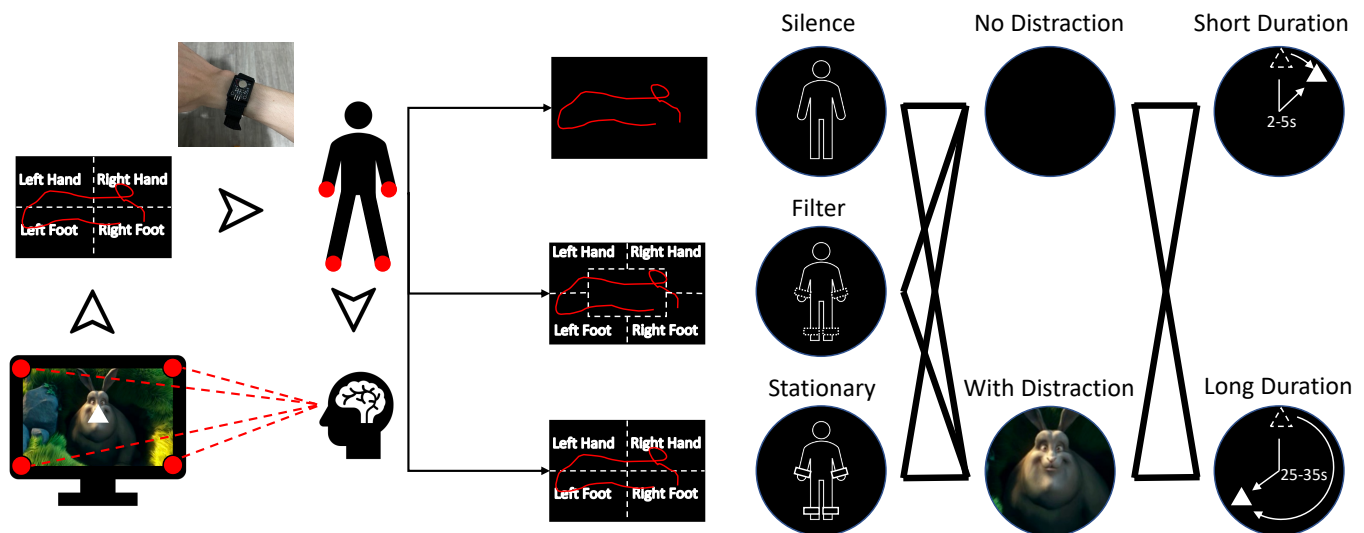 Left Hand Right Hand
Left Foot Right Foot
Left Hand Right Hand
Left Foot Right Foot
Left Hand Right Hand
Left Foot Right Foot
Silence
No Distraction
Short Duration
2-5s
Filter
Stationary
With Distraction
Long Duration
25-35s